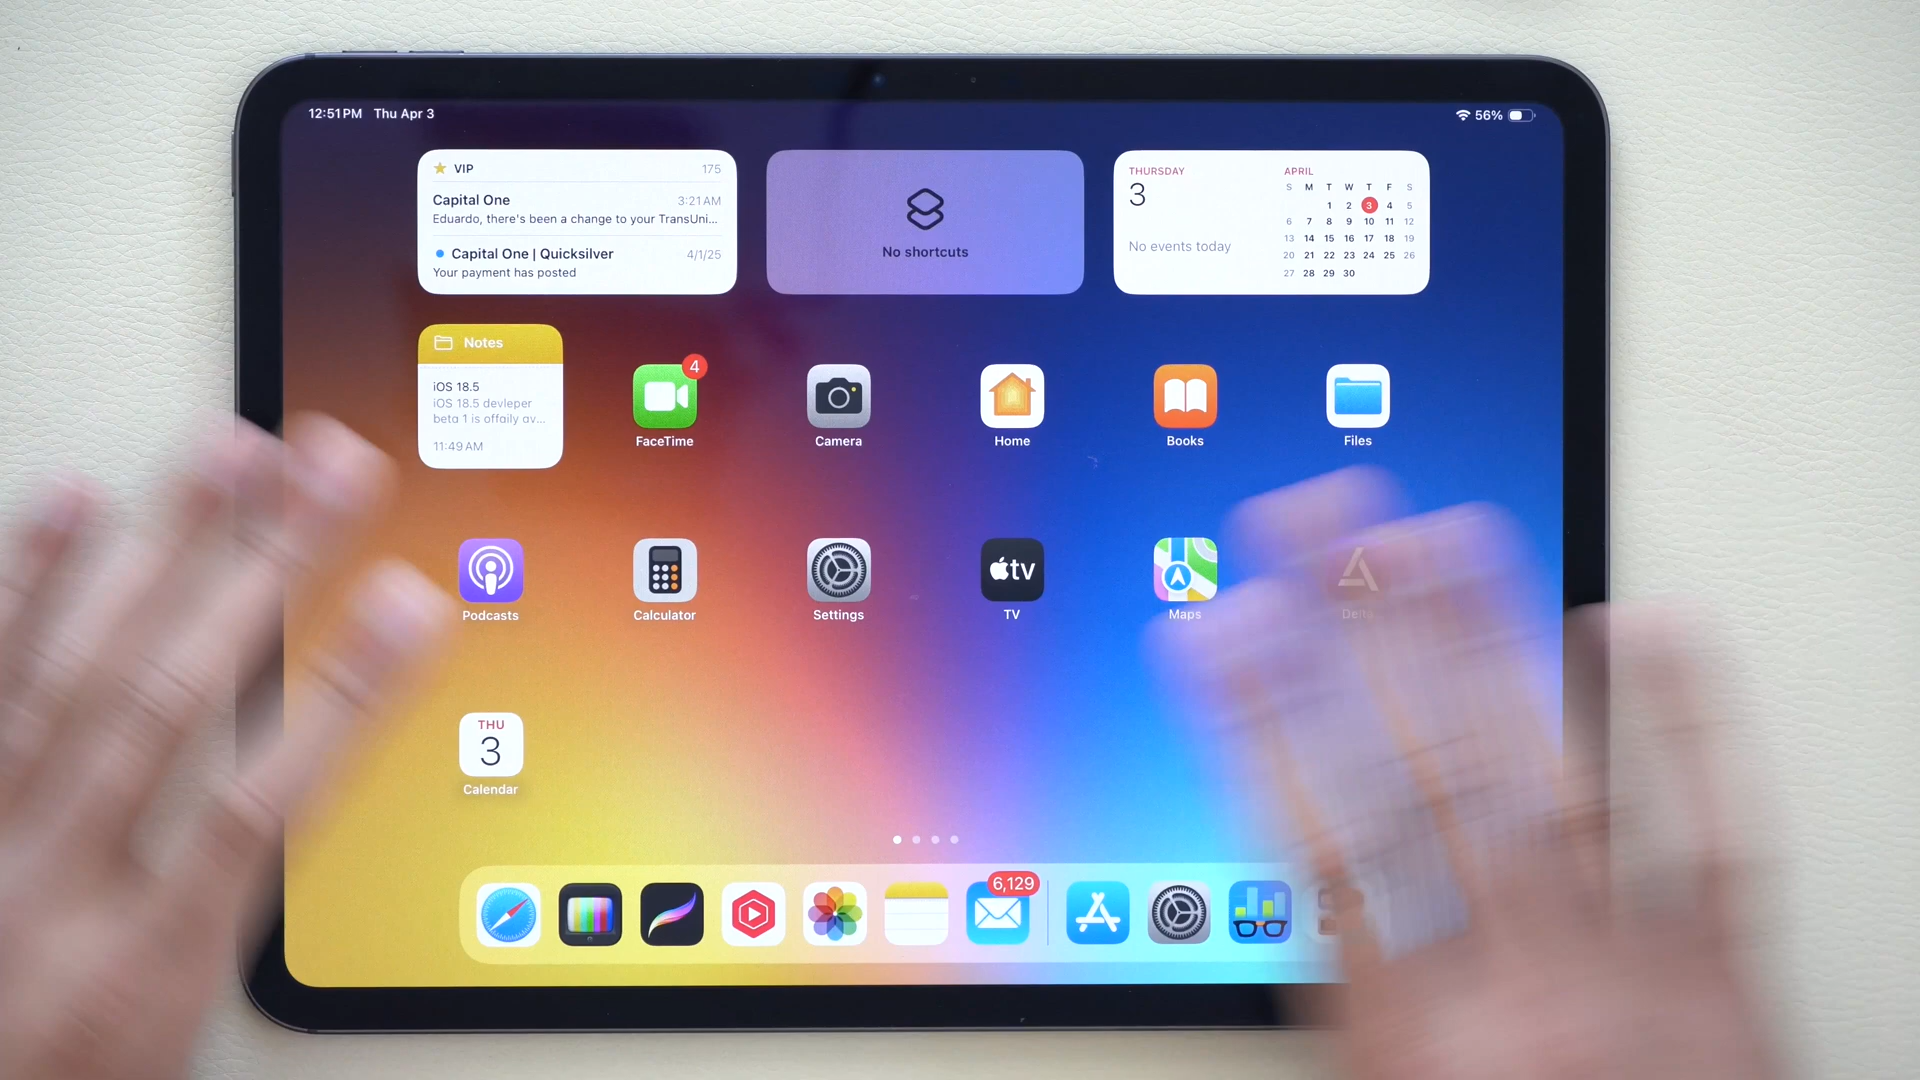 12:51 PM Thu Apr 3
56%
VIP 175
Capital One 3:21 AM
Eduardo, there's been a change to your TransUni...
Capital One | Quicksilver 4/1/25
Your payment has posted
No shortcuts
THURSDAY
3
No events today
APRIL
S M T W T F S
1 2 3 4 5
6 7 8 9 10 11 12
13 14 15 16 17 18 19
20 21 22 23 24 25 26
27 28 29 30
Notes
iOS 18.5
iOS 18.5 devleper
beta 1 is offaily av...
11:49 AM
4
FaceTime
Camera
Home
Books
Files
tv
Podcasts
Calculator
Settings
TV
Maps
Delta
THU
3
Calendar
6,129